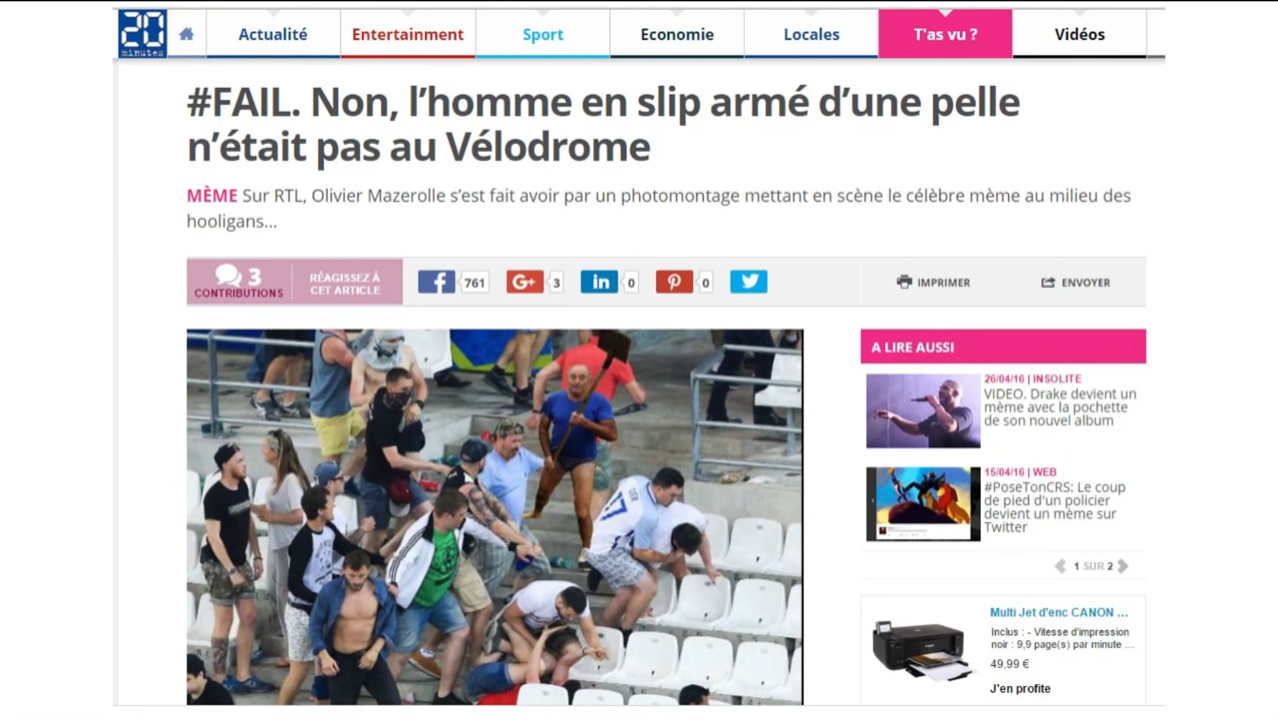 20
minutes
Actualité
Entertainment
Sport
Economie
Locales
T'as vu ?
Vidéos
#FAIL. Non, l’homme en slip armé d’une pelle
n’était pas au Vélodrome
MÈME Sur RTL, Olivier Mazerolle s’est fait avoir par un photomontage mettant en scène le célèbre mème au milieu des
hooligans...
3
CONTRIBUTIONS
RÉAGISSEZ À
CET ARTICLE
761
G+
3
in
0
0
IMPRIMER
ENVOYER
17
A LIRE AUSSI
26/04/16 | INSOLITE
VIDEO. Drake devient un
mème avec la pochette
de son nouvel album
15/04/16 | WEB
#PoseTonCRS: Le coup
de pied d'un policier
devient un mème sur
Twitter
1 SUR 2
Multi Jet d'enc CANON ...
Inclus : - Vitesse d'impression
noir : 9,9 page(s) par minute ...
49,99 €
J'en profite